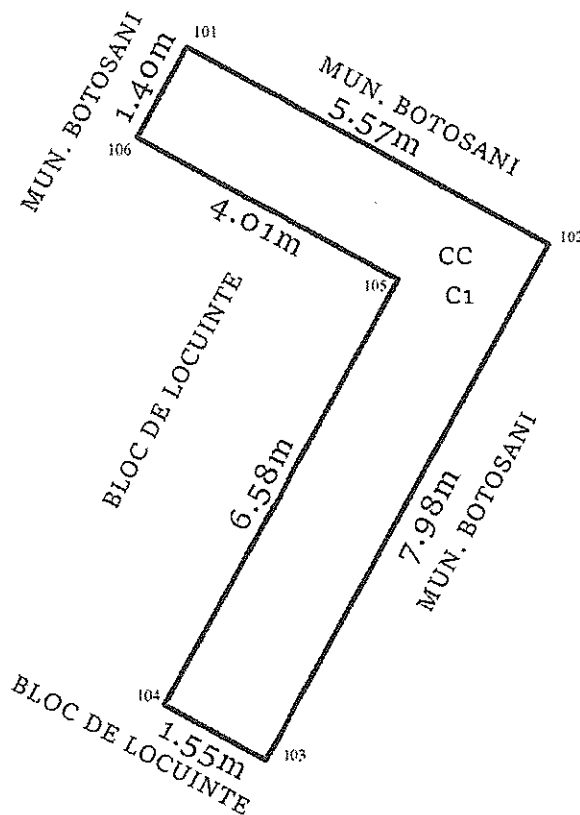 101
MUN. BOTOSANI
1.40m
MUN. BOTOSANI
5.57m
106
102
4.01m
CC
C1
105
BLOC DE LOCUINTE
6.58m
7.98m
MUN. BOTOSANI
104
BLOC DE LOCUINTE
1.55m
103